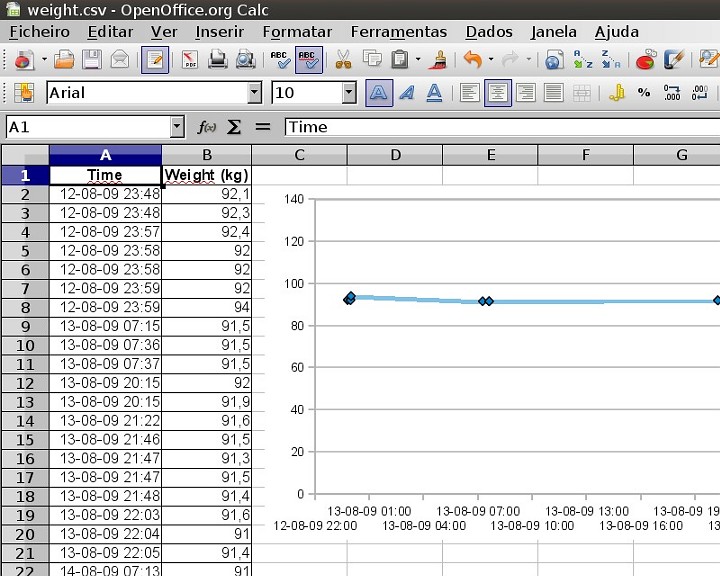 weight.csv - OpenOffice.org Calc
Ficheiro Editar Ver Inserir Formatar Ferramentas Dados Janela Ajuda
ABC ABC
Arial 10 A A A %
A1 Time
A B C D E F G
1 Time Weight (kg)
2 12-08-09 23:48 92,1
3 12-08-09 23:48 92,3
4 12-08-09 23:57 92,4
5 12-08-09 23:58 92
6 12-08-09 23:58 92
7 12-08-09 23:59 92
8 12-08-09 23:59 94
9 13-08-09 07:15 91,5
10 13-08-09 07:36 91,5
11 13-08-09 07:37 91,5
12 13-08-09 20:15 92
13 13-08-09 20:15 91,9
14 13-08-09 21:22 91,6
15 13-08-09 21:46 91,5
16 13-08-09 21:47 91,3
17 13-08-09 21:47 91,5
18 13-08-09 21:48 91,4
19 13-08-09 22:03 91,6
20 13-08-09 22:04 91
21 13-08-09 22:05 91,4
22 14-08-09 07:13 91
140
120
100
80
60
40
20
0
13-08-09 01:00 13-08-09 07:00 13-08-09 13:00 13-08-09 19
12-08-09 22:00 13-08-09 04:00 13-08-09 10:00 13-08-09 16:00 13